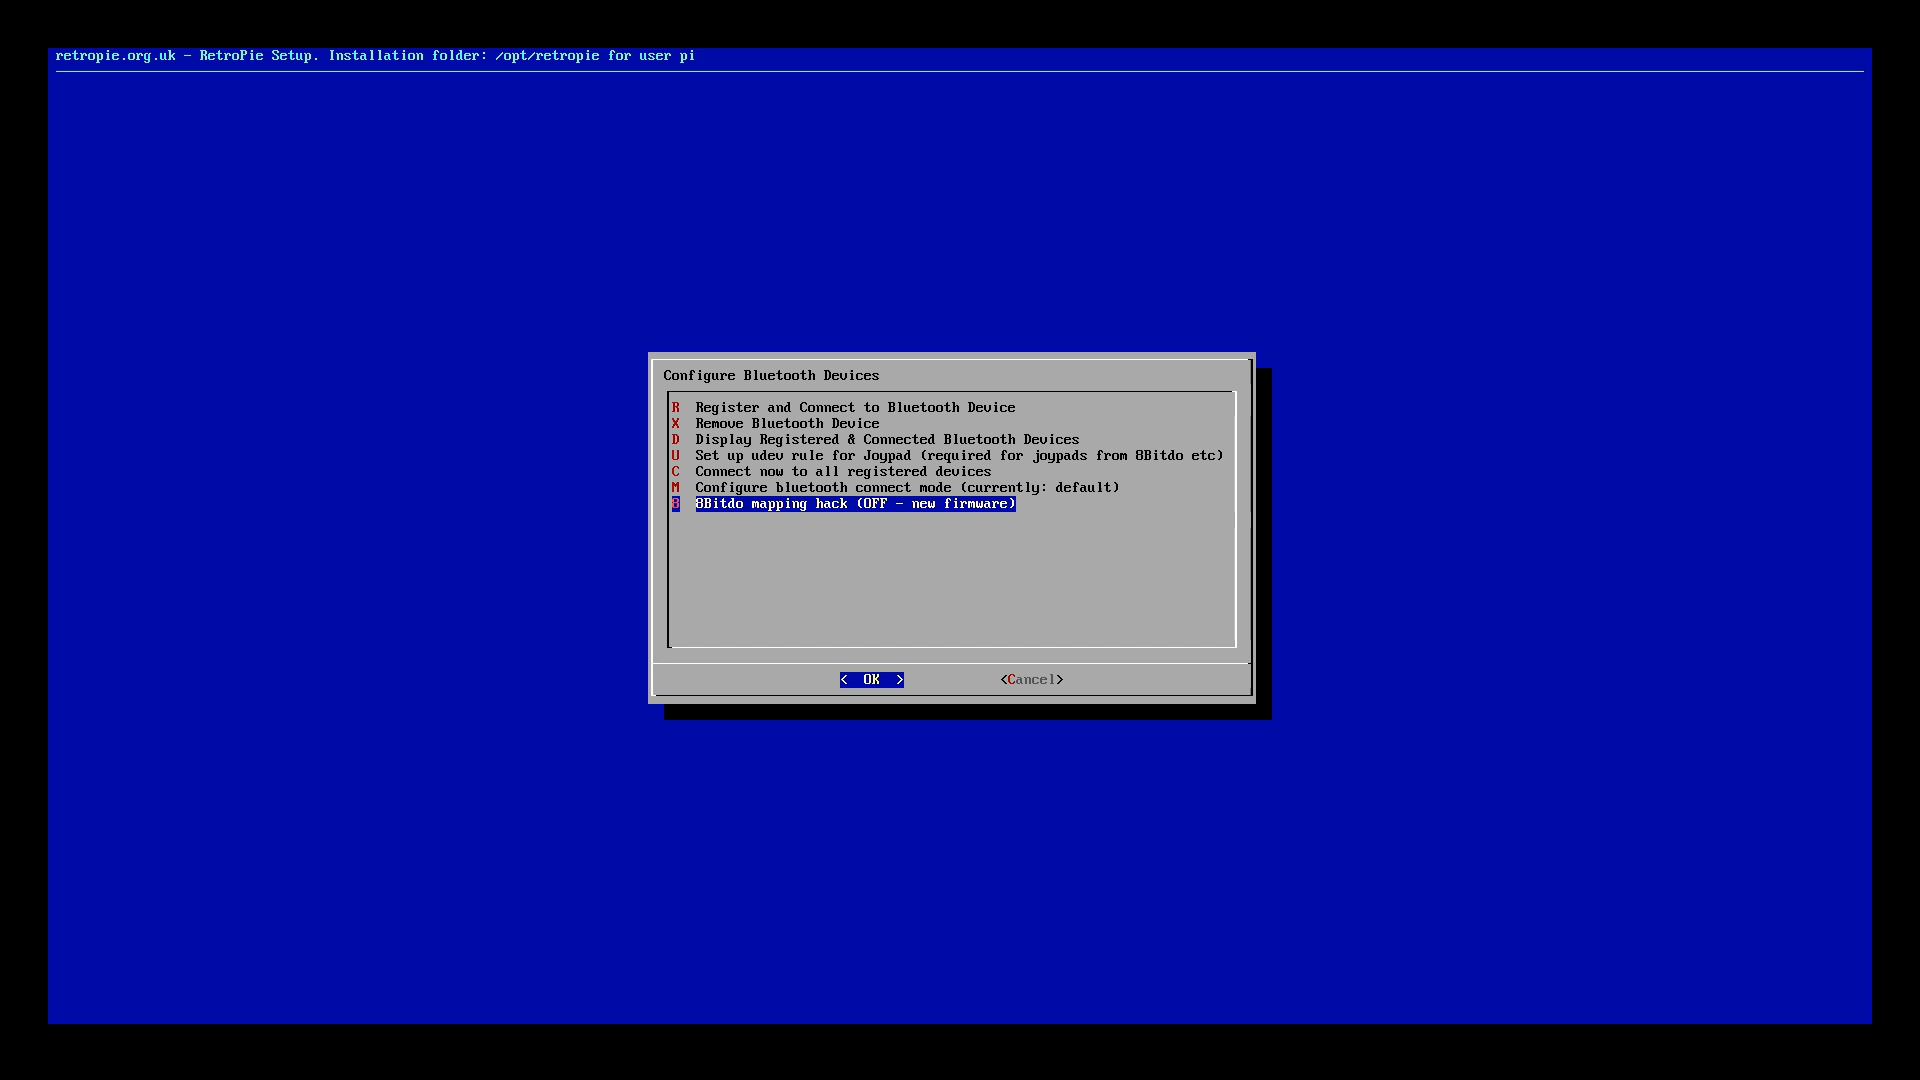 retropie.org.uk - RetroPie Setup. Installation folder: /opt/retropie for user pi
Configure Bluetooth Devices
R  Register and Connect to Bluetooth Device
X  Remove Bluetooth Device
D  Display Registered & Connected Bluetooth Devices
U  Set up udev rule for Joypad (required for joypads from 8Bitdo etc)
C  Connect now to all registered devices
M  Configure bluetooth connect mode (currently: default)
8  8Bitdo mapping hack (OFF - new firmware)
<  OK  > <Cancel>